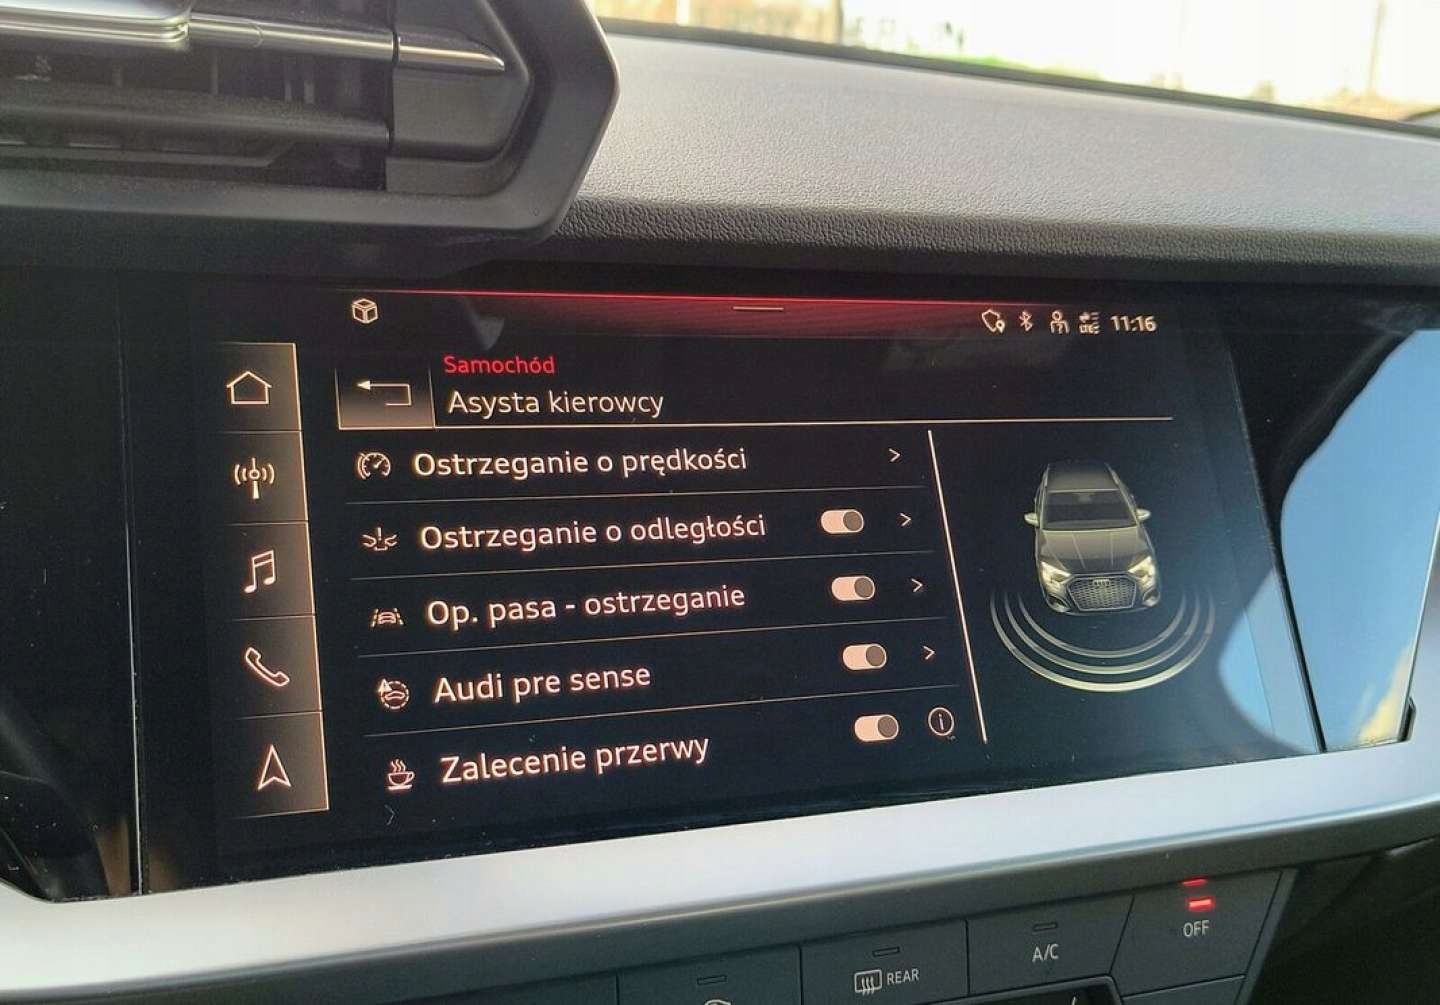 11:16
Samochód
Asysta kierowcy
Ostrzeganie o prędkości
Ostrzeganie o odległości
Op. pasa - ostrzeganie
Audi pre sense
Zalecenie przerwy
REAR
A/C
OFF